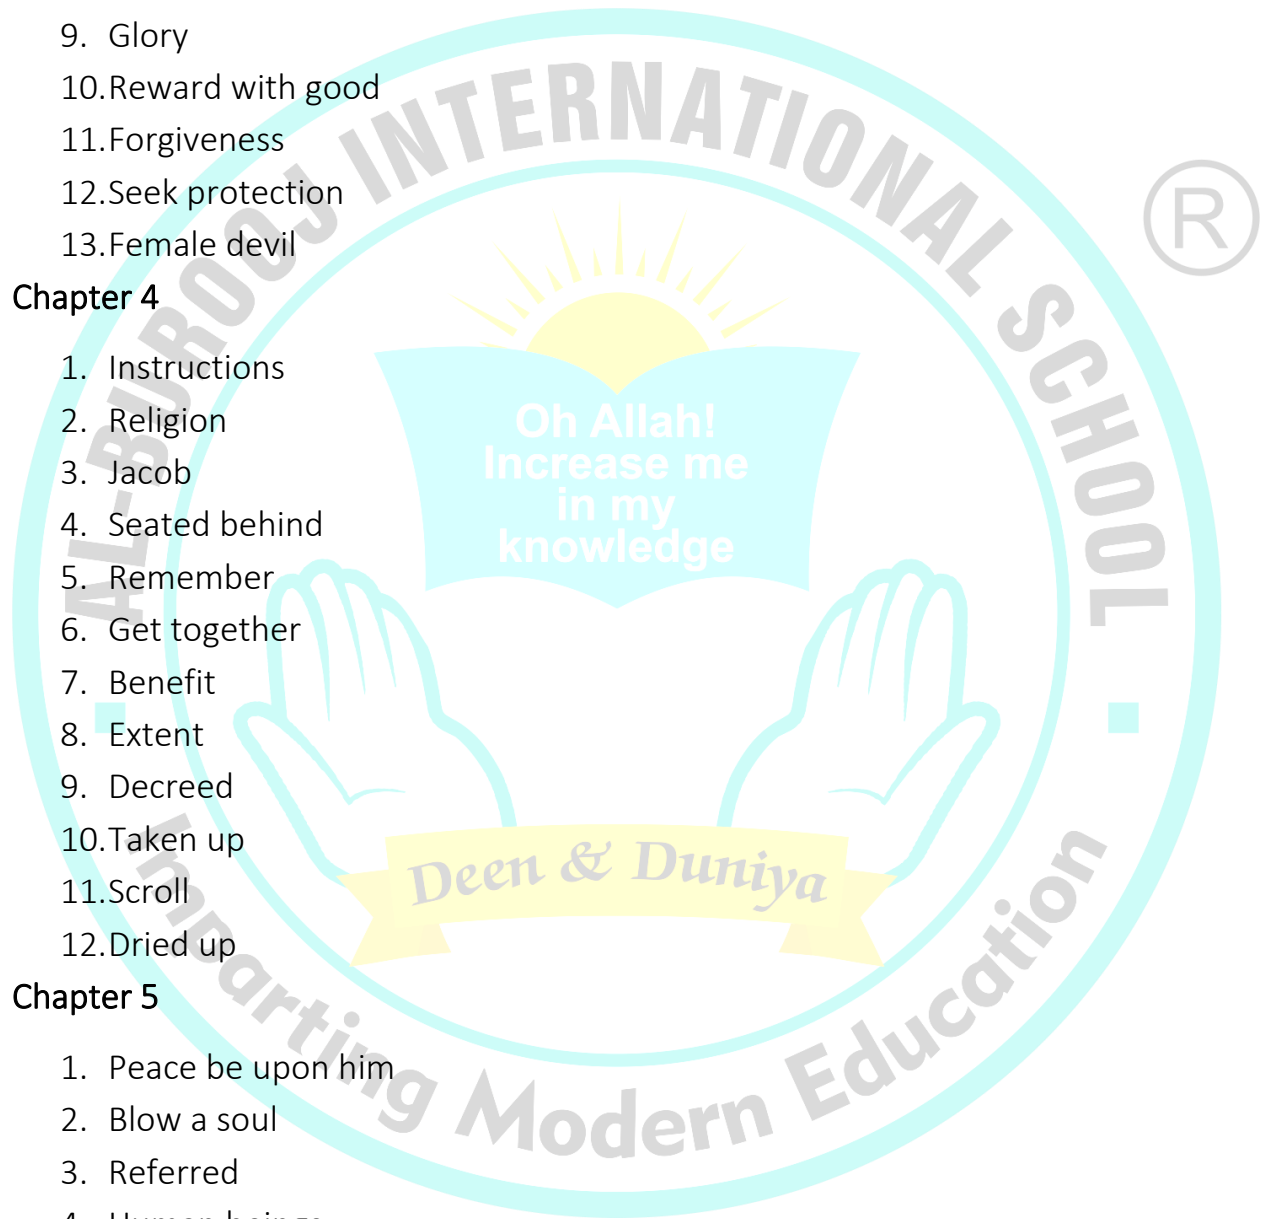 9. Glory
10.Reward with good
11.Forgiveness
12.Seek protection
13.Female devil
Chapter 4
1. Instructions
2. Religion
3. Jacob
4. Seated behind
5. Remember
6. Get together
7. Benefit
8. Extent
9. Decreed
10.Taken up
11.Scroll
12.Dried up
Chapter 5
1. Peace be upon him
2. Blow a soul
3. Referred
4. Human beings
AL-BUROOJ INTERNATIONAL SCHOOL
®
Oh Allah!
Increase me
in my
knowledge
Deen & Duniya
Imparting Modern Education